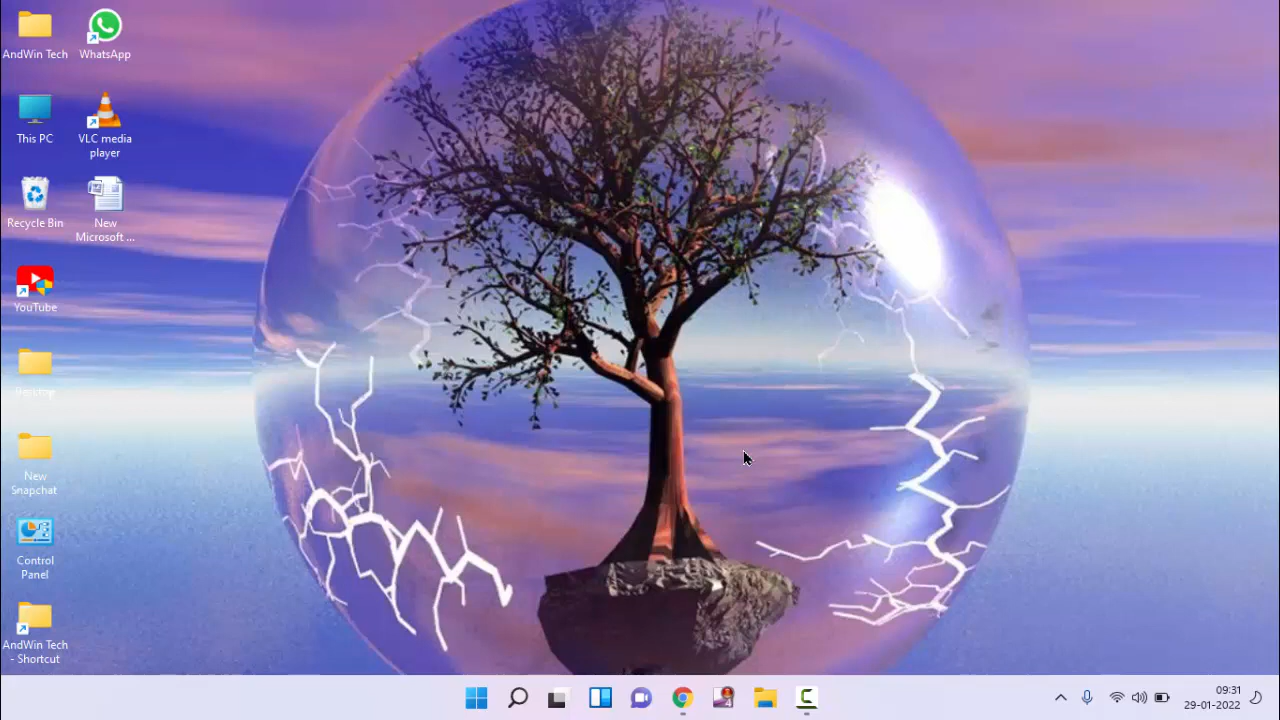 AndWin Tech
WhatsApp
This PC
VLC media
player
Recycle Bin
New
Microsoft ...
YouTube
Resume
New
Snapchat
Control
Panel
AndWin Tech
- Shortcut
09:31
29-01-2022